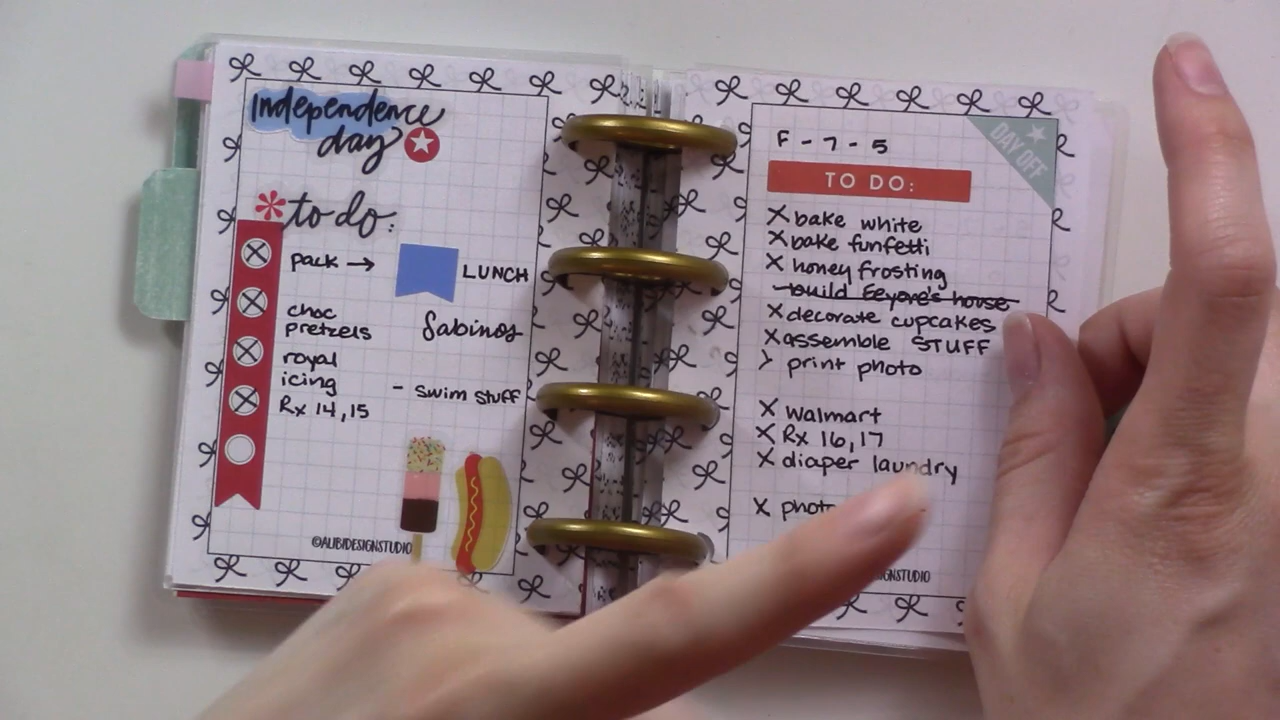 Independence
day
to do:
pack → LUNCH
choc
pretzels
Sabinos
royal
icing
- swim stuff
Rx 14,15
©ALIBIDESIGNSTUDIO
F - 7 - 5
DAY OFF
TO DO:
X bake white
X bake funfetti
X honey frosting
build Eeyore's house
X decorate cupcakes
X assemble STUFF
> print photo
X Walmart
X Rx 16,17
X diaper laundry
X